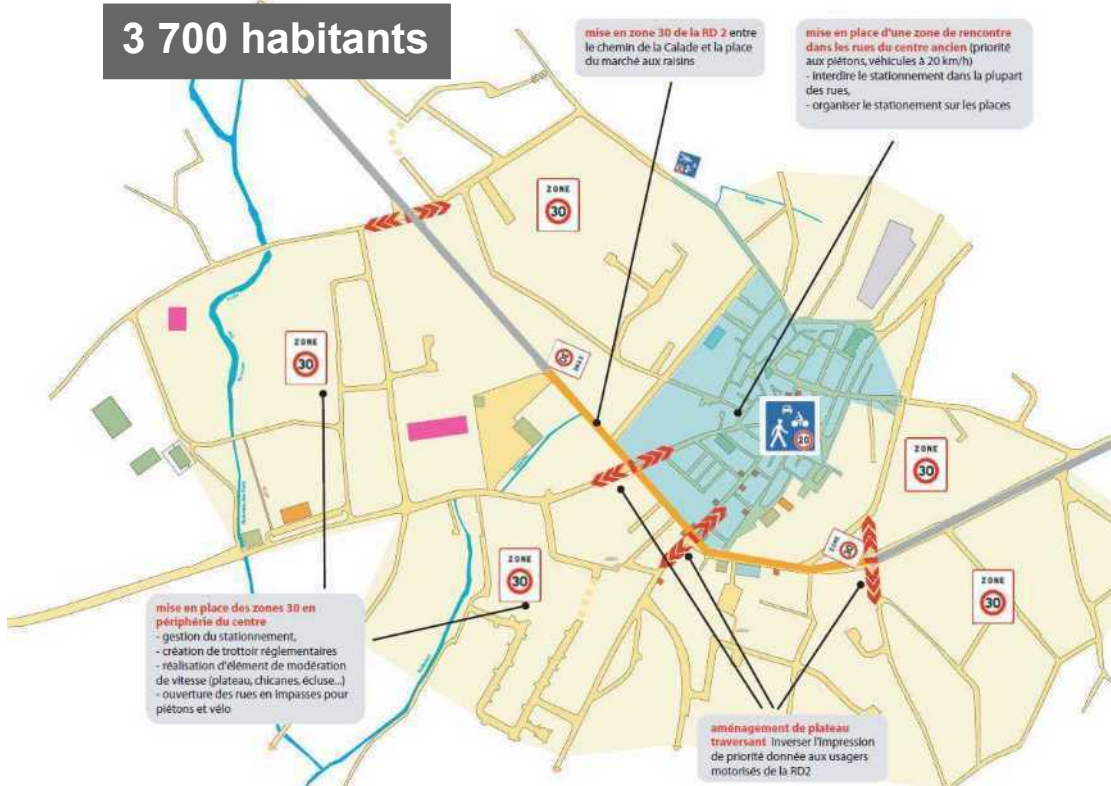 3 700 habitants
mise en zone 30 de la RD 2 entre
le chemin de la Calade et la place
du marché aux raisins
mise en place d'une zone de rencontre
dans les rues du centre ancien (priorité
aux piétons, véhicules à 20 km/h)
- interdire le stationnement dans la plupart
des rues,
- organiser le stationement sur les places
ZONE
30
ZONE
30
30
20
ZONE
30
30
ZONE
30
ZONE
30
mise en place des zones 30 en
périphérie du centre
- gestion du stationnement,
- création de trottoir réglementaires
- réalisation d'élément de modération
de vitesse (plateau, chicanes, écluse...)
- ouverture des rues en impasses pour
piétons et vélo
aménagement de plateau
traversant inverser l'impression
de priorité donnée aux usagers
motorisés de la RD2